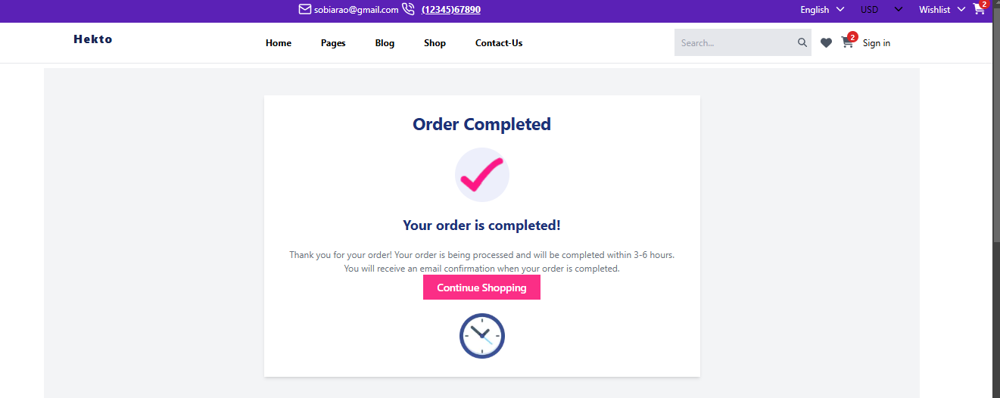 sobiarao@gmail.com (12345)67890 English USD Wishlist 2
Hekto Home Pages Blog Shop Contact-Us Search... 2 Sign in
Order Completed
Your order is completed!
Thank you for your order! Your order is being processed and will be completed within 3-6 hours.
You will receive an email confirmation when your order is completed.
Continue Shopping